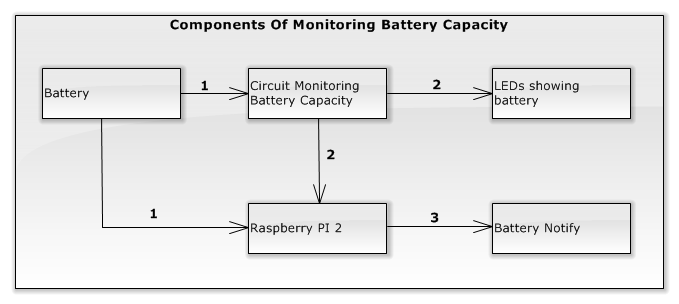 Components Of Monitoring Battery Capacity
Battery
1
Circuit Monitoring
Battery Capacity
2
LEDs showing
battery
2
1
Raspberry PI 2
3
Battery Notify